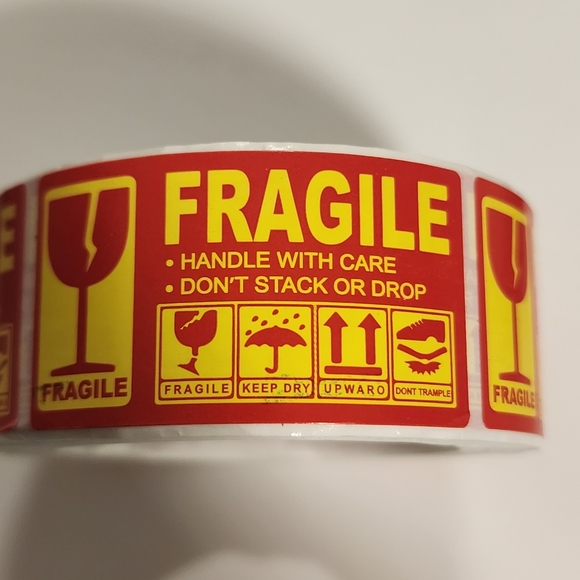 FRAGILE
• HANDLE WITH CARE
• DON'T STACK OR DROP
FRAGILE
FRAGILE
KEEP DRY
UPWARO
DONT TRAMPLE
FRAGILE